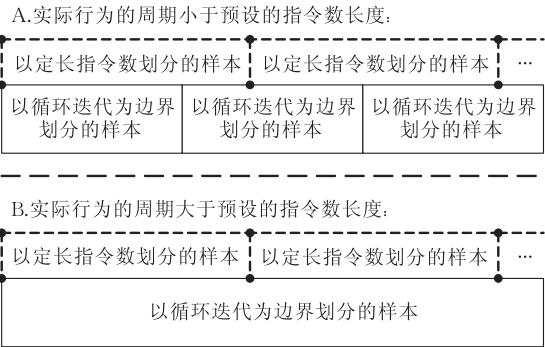 A.实际行为的周期小于预设的指令数长度:
以定长指令数划分的样本 以定长指令数划分的样本 …
以循环迭代为边界 以循环迭代为边界 以循环迭代为边界
划分的样本 划分的样本 划分的样本
B.实际行为的周期大于预设的指令数长度:
以定长指令数划分的样本 以定长指令数划分的样本 …
以循环迭代为边界划分的样本